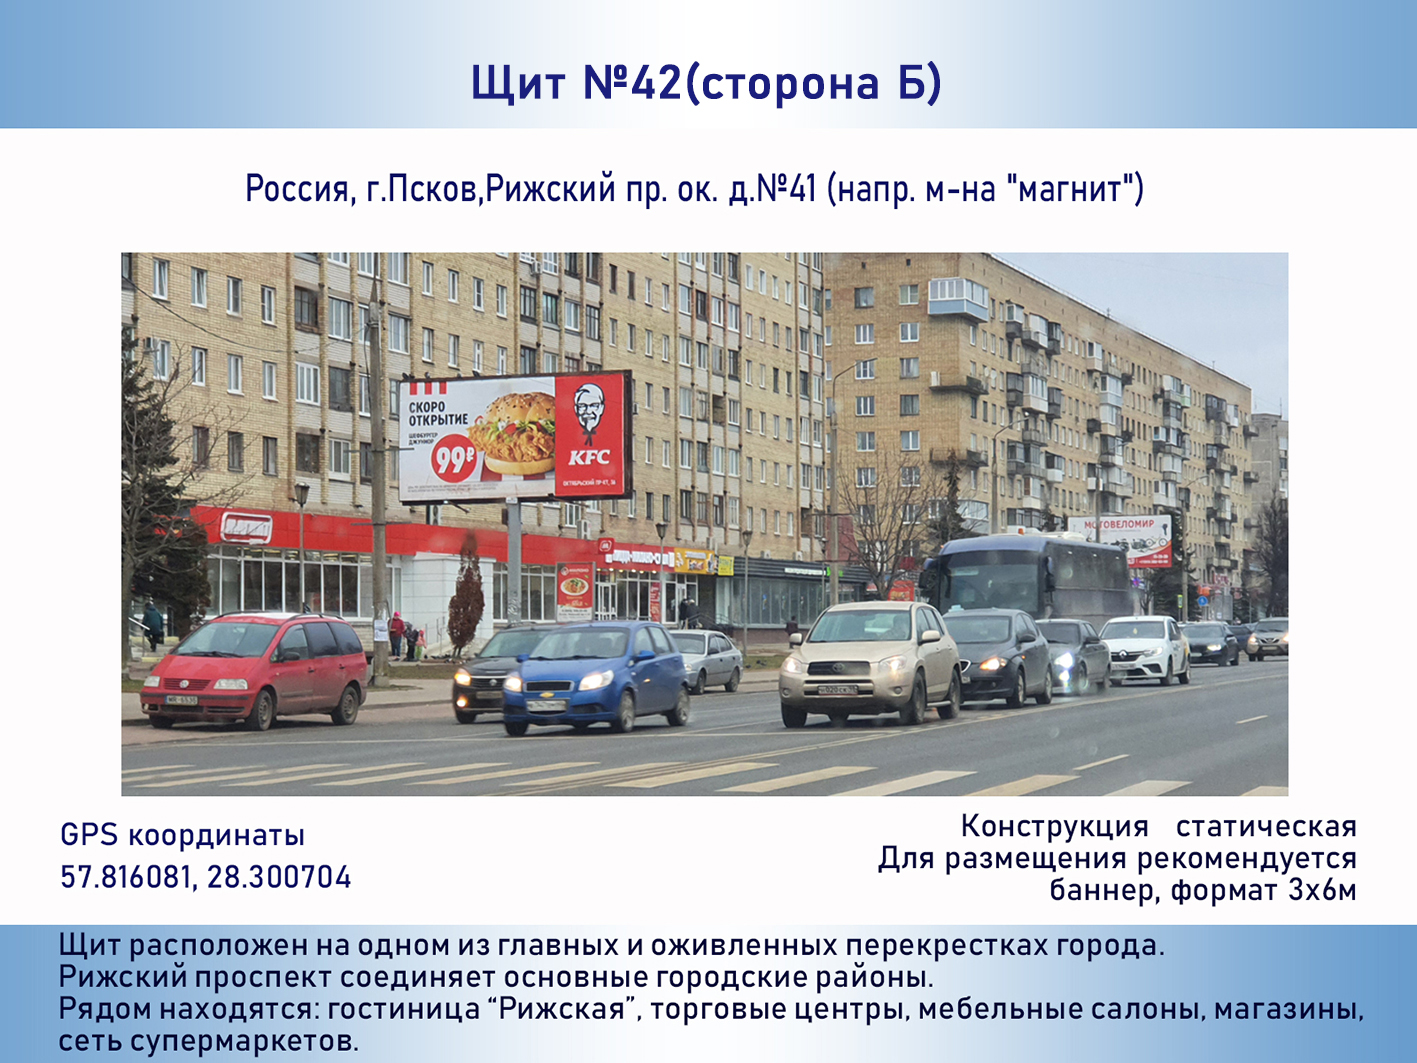 Щит №42(сторона Б)
Россия, г.Псков,Рижский пр. ок. д.№41 (напр. м-на "магнит")
СКОРО
ОТКРЫТИЕ
ШЕФБУРГЕР
ДЖУНИОР
99₽
KFC
ОКТЯБРЬСКИЙ ПР-КТ, 56
МОТОВЕЛОМИР
GPS координаты
57.816081, 28.300704
Конструкция статическая
Для размещения рекомендуется
баннер, формат 3х6м
Щит расположен на одном из главных и оживленных перекрестках города.
Рижский проспект соединяет основные городские районы.
Рядом находятся: гостиница “Рижская”, торговые центры, мебельные салоны, магазины,
сеть супермаркетов.